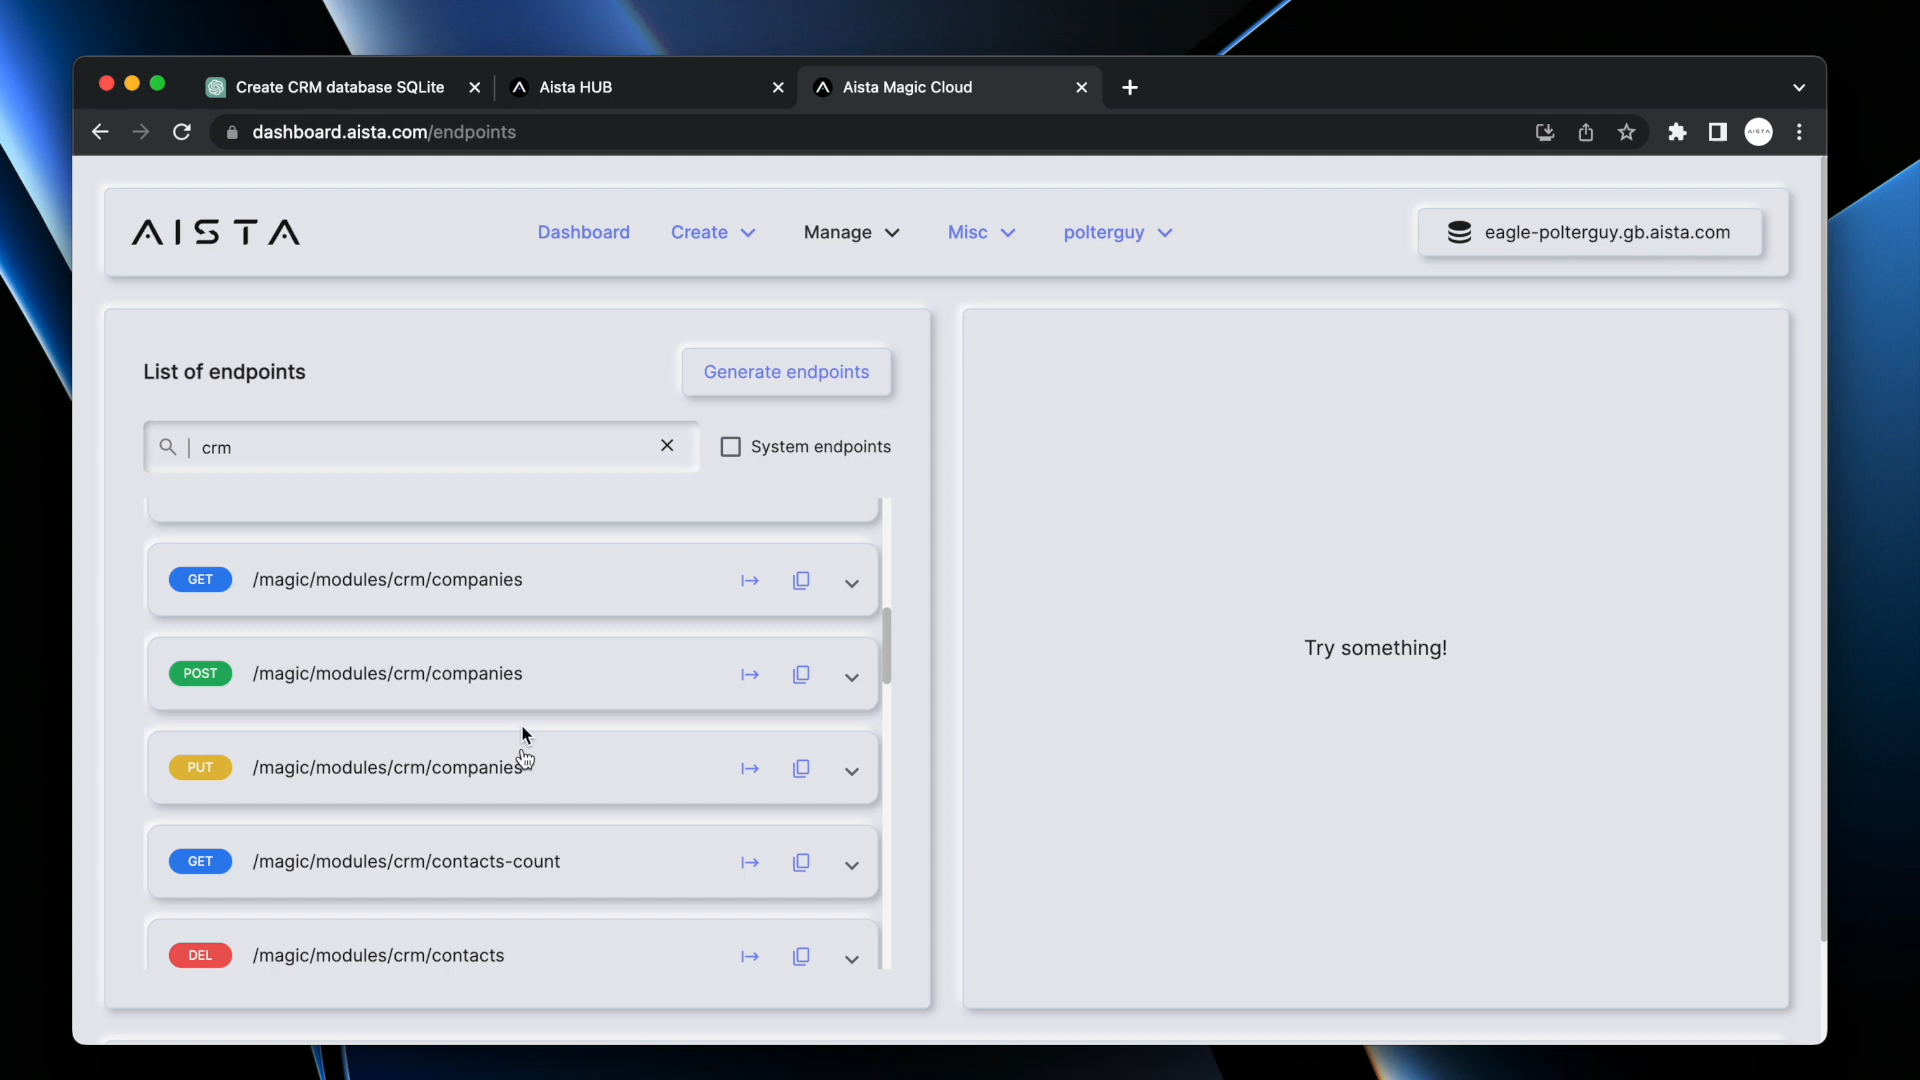 Create CRM database SQLite
Aista HUB
Aista Magic Cloud
dashboard.aista.com/endpoints
AISTA
AISTA
Dashboard
Create
Manage
Misc
polterguy
eagle-polterguy.gb.aista.com
List of endpoints
Generate endpoints
crm
System endpoints
GET /magic/modules/crm/companies
POST /magic/modules/crm/companies
PUT /magic/modules/crm/companies
GET /magic/modules/crm/contacts-count
DEL /magic/modules/crm/contacts
Try something!